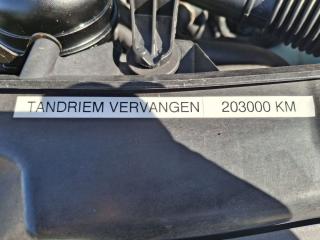 TANDRIEM VERVANGEN 203000 KM